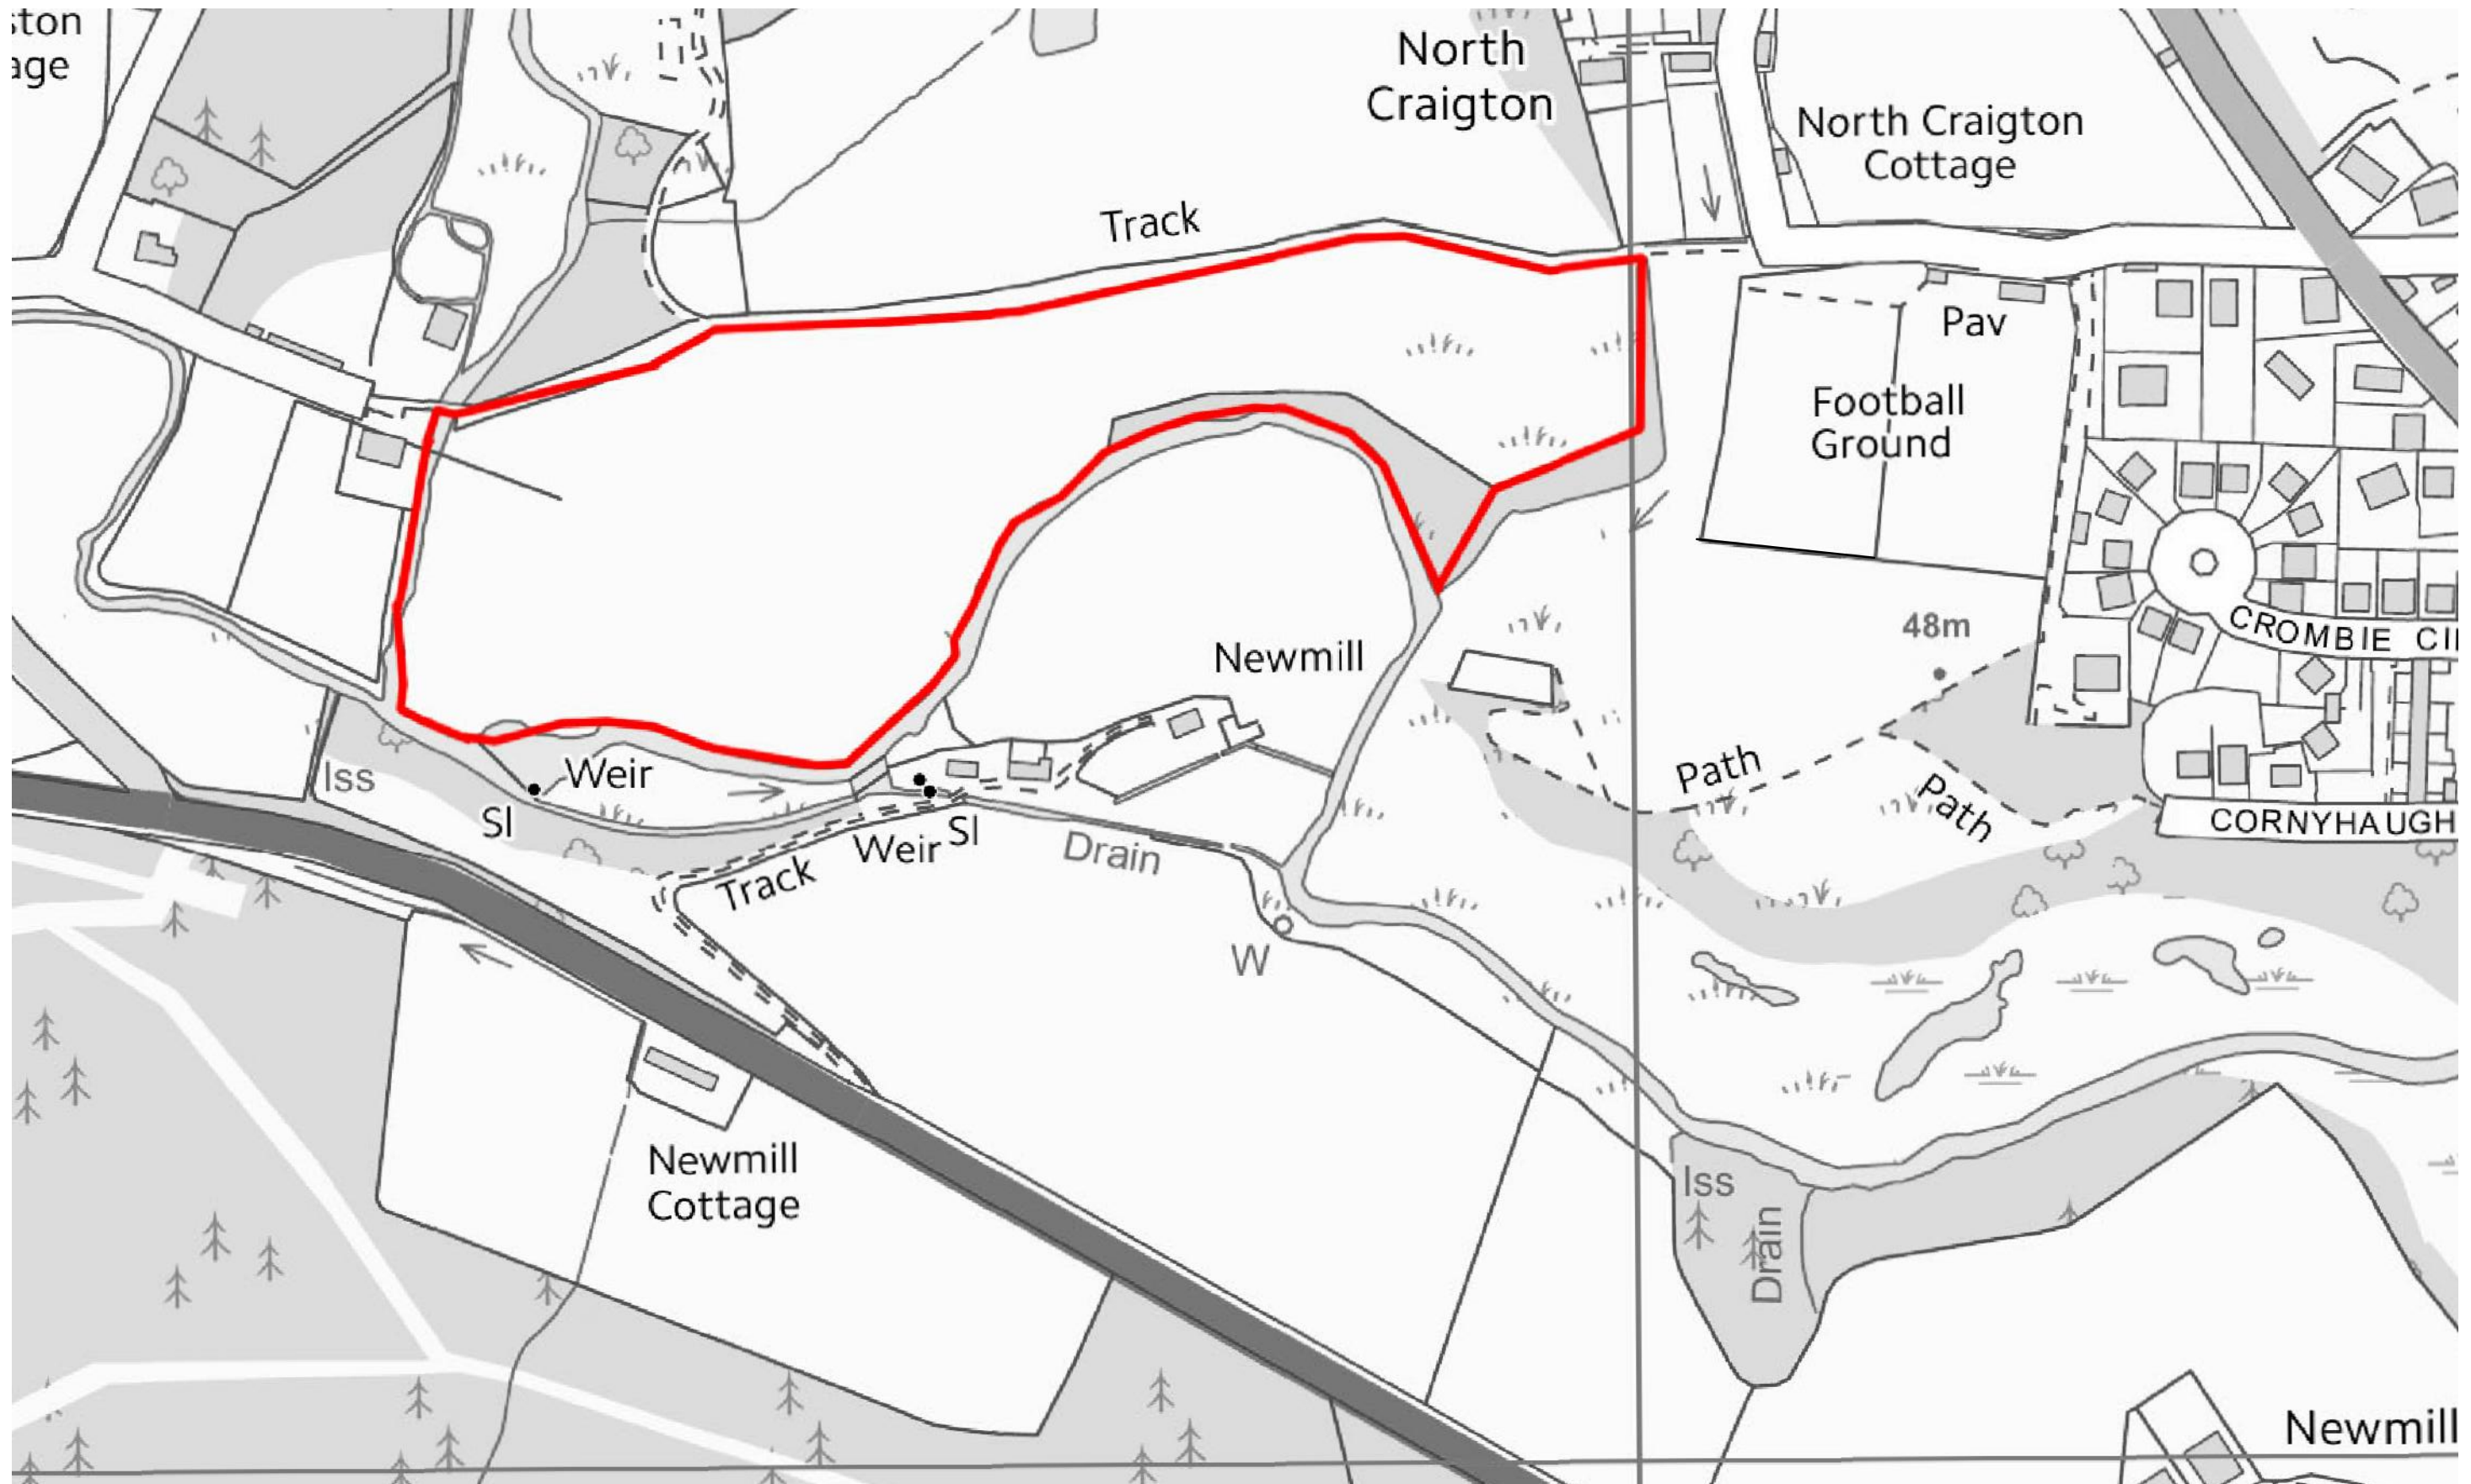 ston
age
North
Craigton
North Craigton
Cottage
Track
Pav
Football
Ground
48m
CROMBIE CI
Newmill
Weir
Iss
Sl
Path
Path
CORNYHAUGH
Weir Sl
Drain
Track
W
Newmill
Cottage
Iss
Drain
Newmill